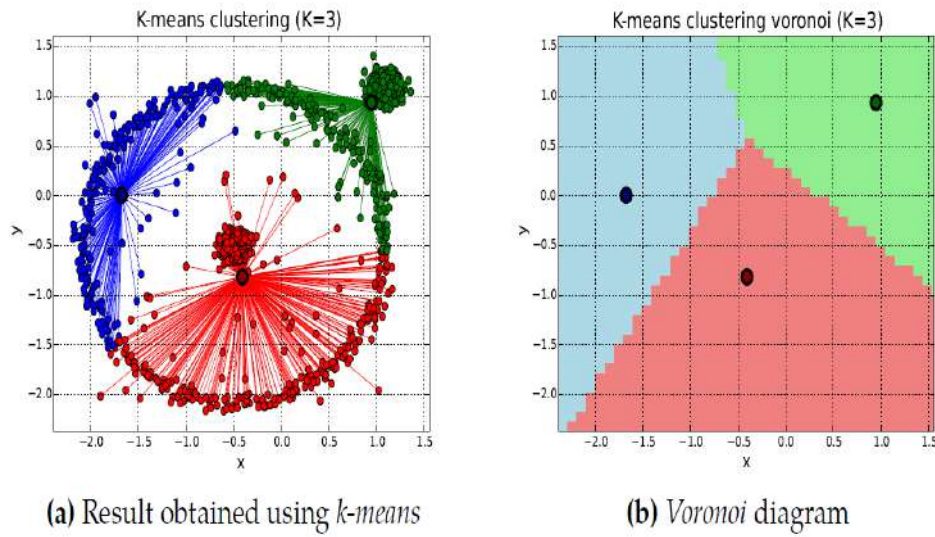 K-means clustering (K=3)
1.5
1.0
0.5
0.0
−0.5
−1.0
−1.5
−2.0
y
−2.0 −1.5 −1.0 −0.5 0.0 0.5 1.0 1.5
x
(a) Result obtained using k-means
K-means clustering voronoi (K=3)
1.5
1.0
0.5
0.0
−0.5
−1.0
−1.5
−2.0
y
−2.0 −1.5 −1.0 −0.5 0.0 0.5 1.0 1.5
x
(b) Voronoi diagram